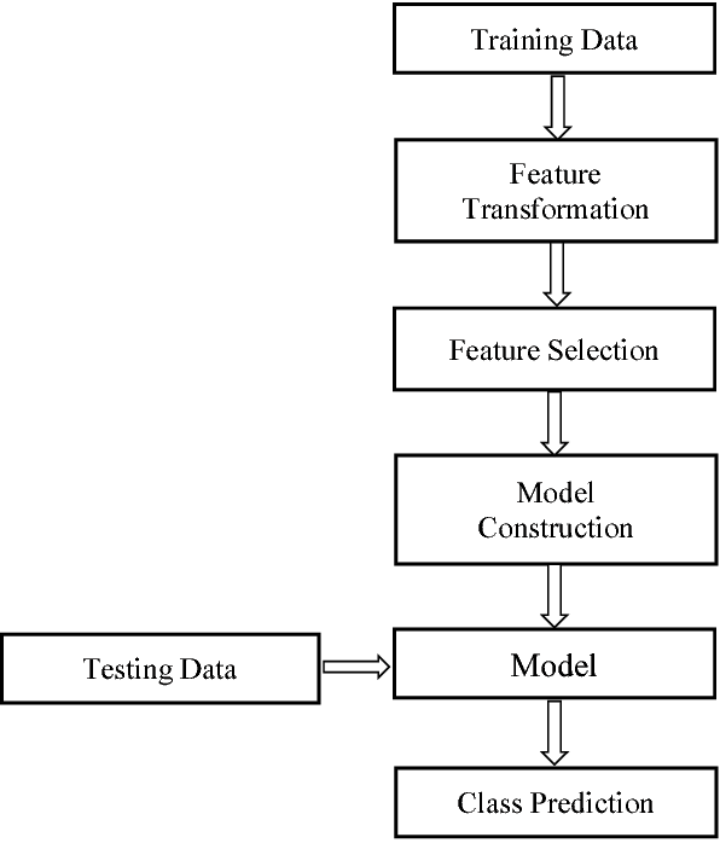 Training Data
Feature
Transformation
Feature Selection
Model
Construction
Testing Data
Model
Class Prediction